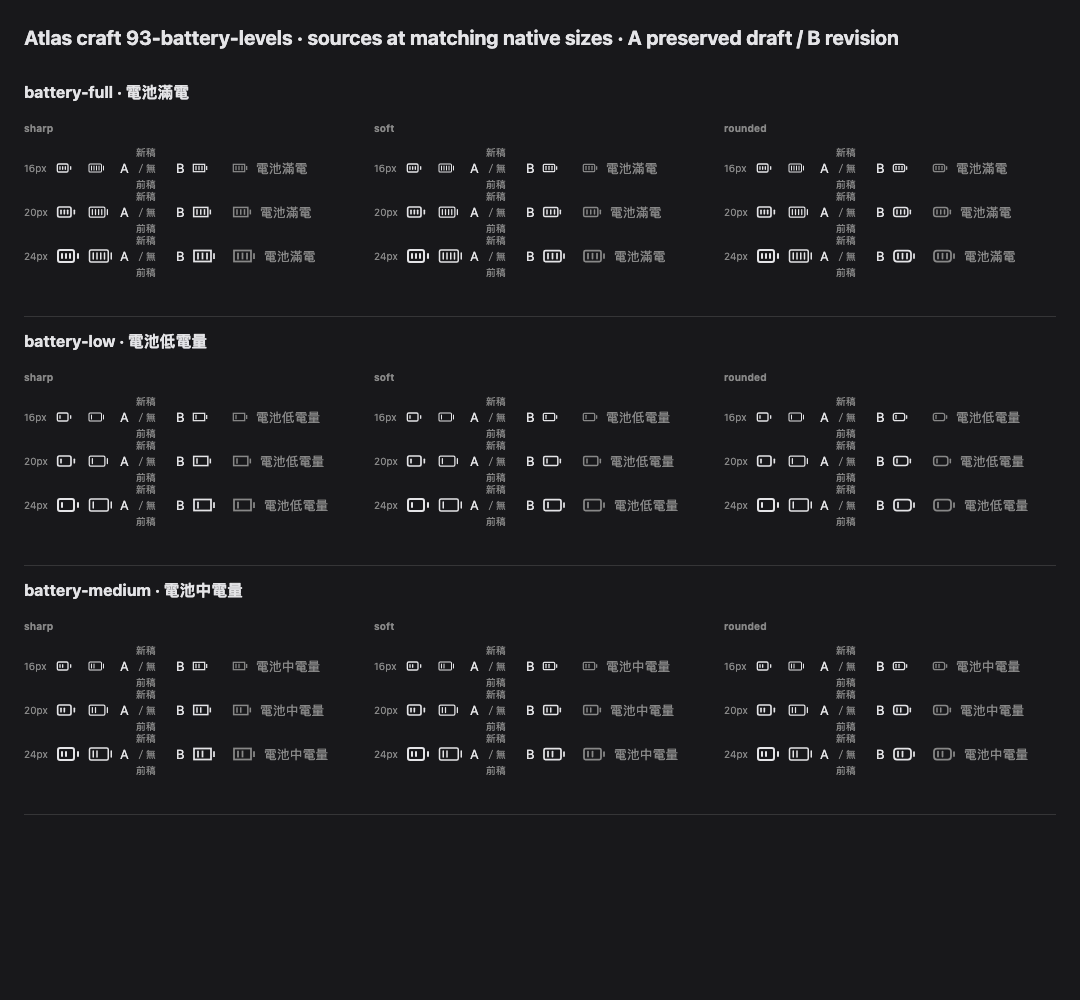 Atlas craft 93-battery-levels · sources at matching native sizes · A preserved draft / B revision
battery-full · 電池滿電
sharp
16px A 新稿 / 無前稿 B 電池滿電
20px A 新稿 / 無前稿 B 電池滿電
24px A 新稿 / 無前稿 B 電池滿電
soft
16px A 新稿 / 無前稿 B 電池滿電
20px A 新稿 / 無前稿 B 電池滿電
24px A 新稿 / 無前稿 B 電池滿電
rounded
16px A 新稿 / 無前稿 B 電池滿電
20px A 新稿 / 無前稿 B 電池滿電
24px A 新稿 / 無前稿 B 電池滿電
battery-low · 電池低電量
sharp
16px A 新稿 / 無前稿 B 電池低電量
20px A 新稿 / 無前稿 B 電池低電量
24px A 新稿 / 無前稿 B 電池低電量
soft
16px A 新稿 / 無前稿 B 電池低電量
20px A 新稿 / 無前稿 B 電池低電量
24px A 新稿 / 無前稿 B 電池低電量
rounded
16px A 新稿 / 無前稿 B 電池低電量
20px A 新稿 / 無前稿 B 電池低電量
24px A 新稿 / 無前稿 B 電池低電量
battery-medium · 電池中電量
sharp
16px A 新稿 / 無前稿 B 電池中電量
20px A 新稿 / 無前稿 B 電池中電量
24px A 新稿 / 無前稿 B 電池中電量
soft
16px A 新稿 / 無前稿 B 電池中電量
20px A 新稿 / 無前稿 B 電池中電量
24px A 新稿 / 無前稿 B 電池中電量
rounded
16px A 新稿 / 無前稿 B 電池中電量
20px A 新稿 / 無前稿 B 電池中電量
24px A 新稿 / 無前稿 B 電池中電量